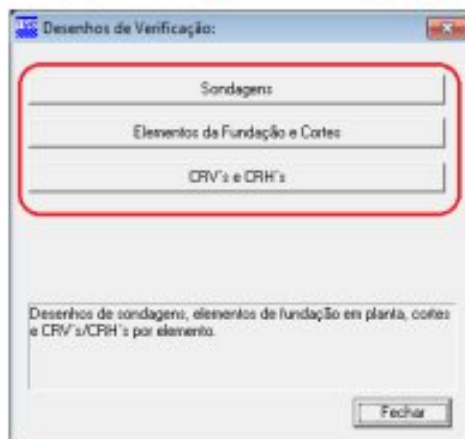 Desenhos de Verificação:
Sondagens
Elementos da Fundação e Cortes
CRV's e CRH's
Desenhos de sondagens, elementos de fundação em planta, cortes
e CRV's/CRH's por elemento.
Fechar